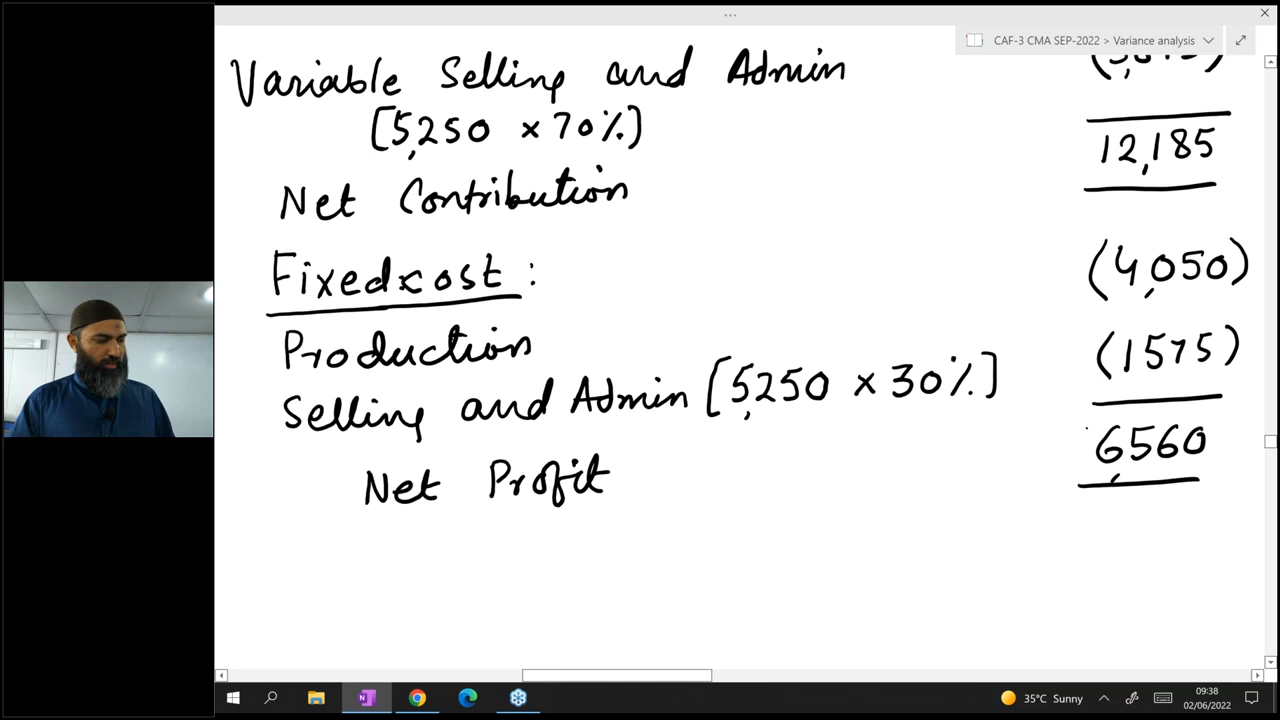 CAF-3 CMA SEP-2022 > Variance analysis
Variable Selling and Admin
[5,250 × 70%]
12,185
Net Contribution
Fixed cost :
(4,050)
Production
(1575)
Selling and Admin [5,250 × 30%]
6,560
Net Profit
35°C Sunny
09:38
02/06/2022